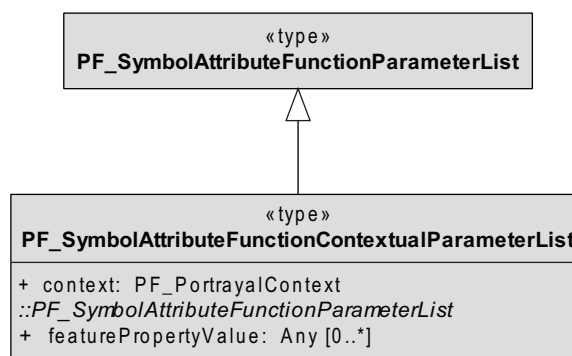 «type»
PF_SymbolAttributeFunctionParameterList
«type»
PF_SymbolAttributeFunctionContextualParameterList
+ context: PF_PortrayalContext
::PF_SymbolAttributeFunctionParameterList
+ featurePropertyValue: Any [0..*]